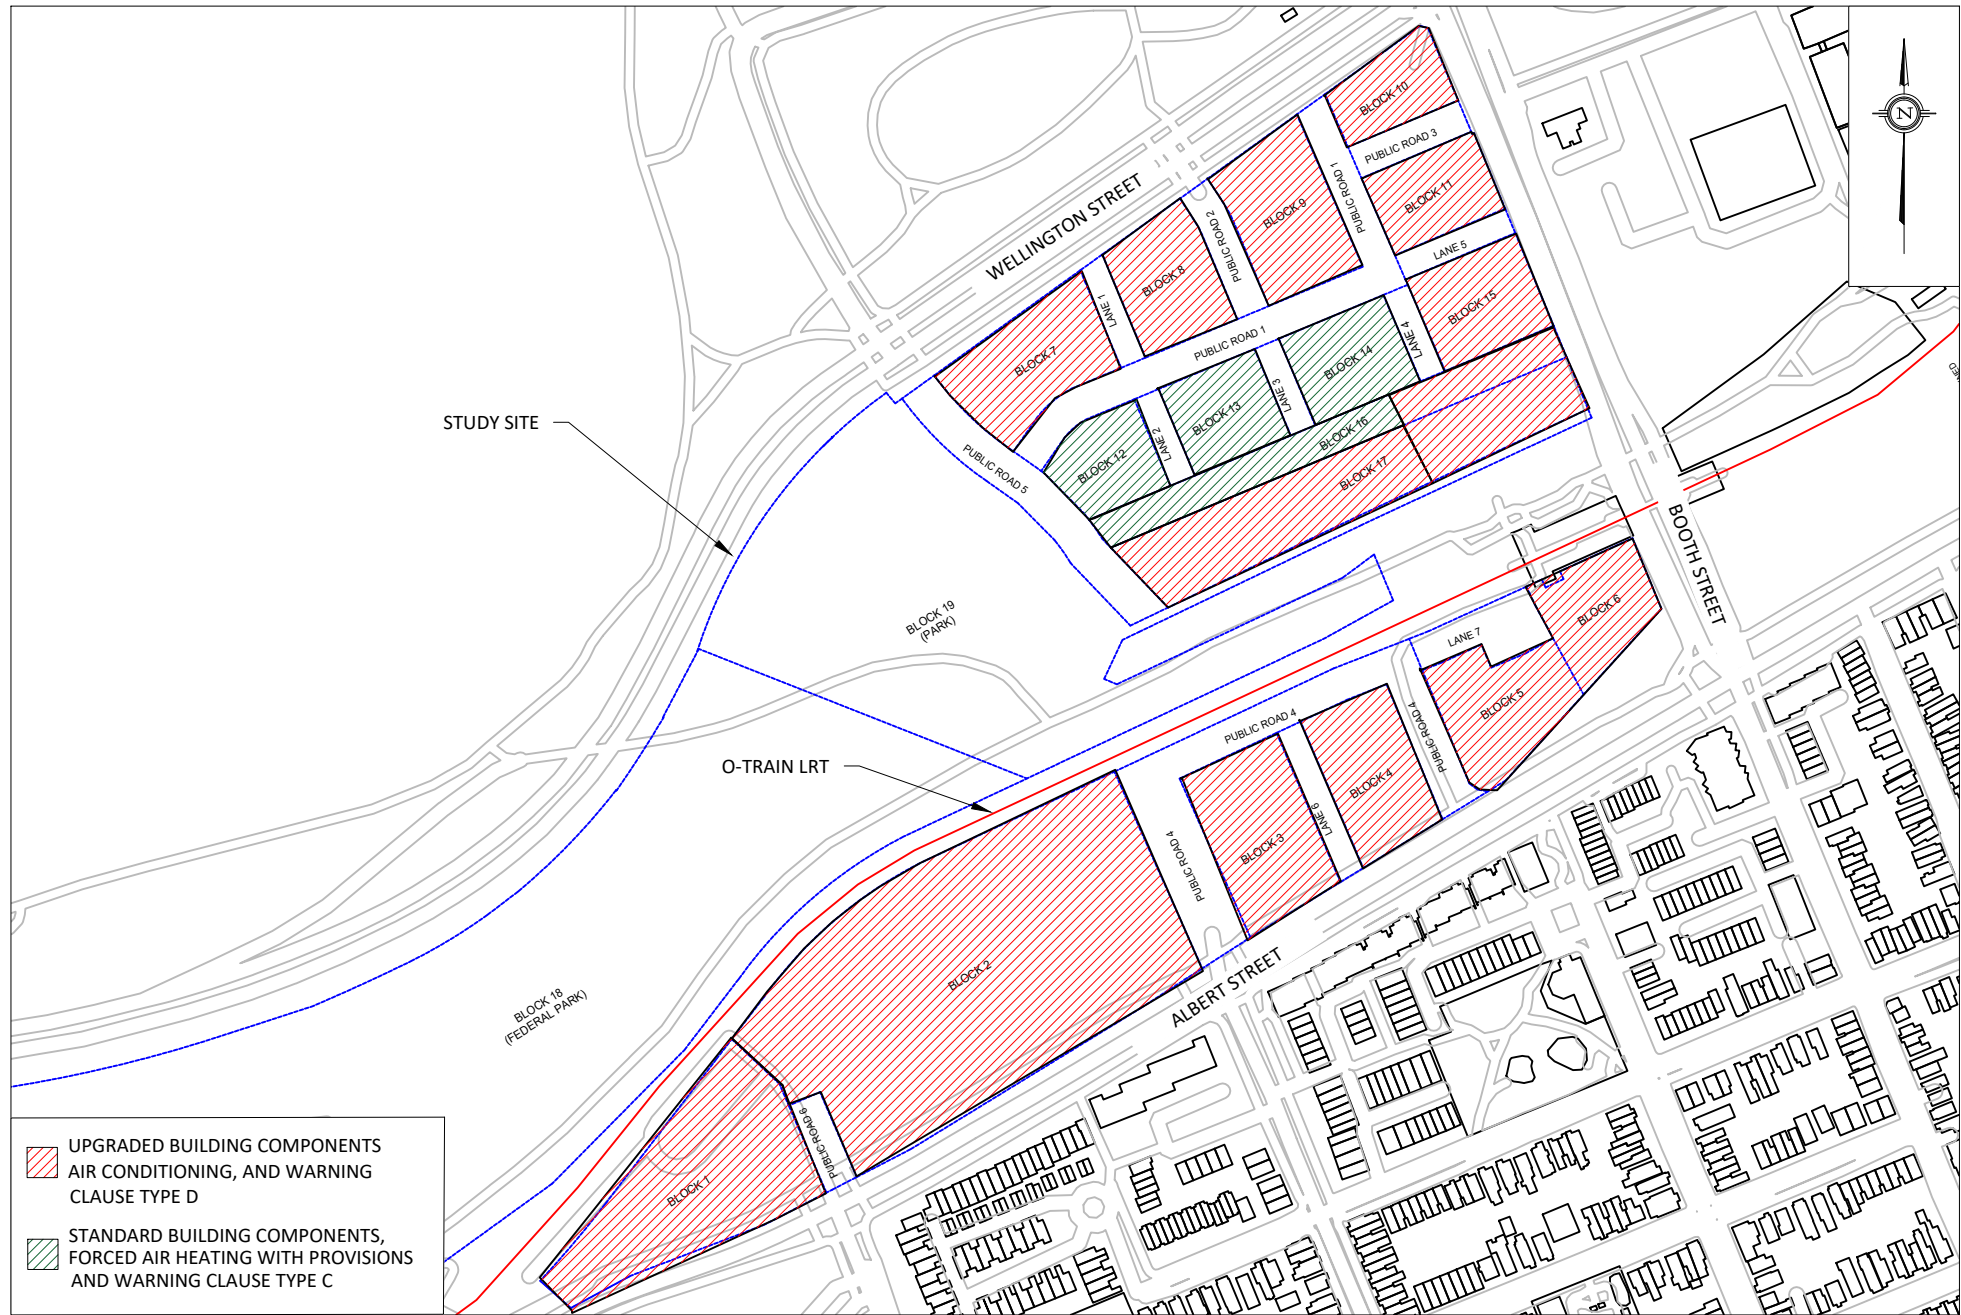 BLOCK 10
PUBLIC ROAD 3
BLOCK 11
PUBLIC ROAD 1
BLOCK 9
PUBLIC ROAD 2
WELLINGTON STREET
LANE 5
BLOCK 8
BLOCK 15
LANE 1
LANE 4
PUBLIC ROAD 1
BLOCK 7
BLOCK 14
LANE 3
BLOCK 13
STUDY SITE
LANE 2
BLOCK 16
BLOCK 12
PUBLIC ROAD 5
BLOCK 17
N
BOOTH STREET
BLOCK 19
(PARK)
BLOCK 6
LANE 7
BLOCK 5
PUBLIC ROAD 4
PUBLIC ROAD 4
O-TRAIN LRT
BLOCK 4
LANE 6
BLOCK 3
PUBLIC ROAD 4
ALBERT STREET
BLOCK 2
BLOCK 18
(FEDERAL PARK)
PUBLIC ROAD 6
BLOCK 1
UPGRADED BUILDING COMPONENTS
AIR CONDITIONING, AND WARNING
CLAUSE TYPE D
STANDARD BUILDING COMPONENTS,
FORCED AIR HEATING WITH PROVISIONS
AND WARNING CLAUSE TYPE C